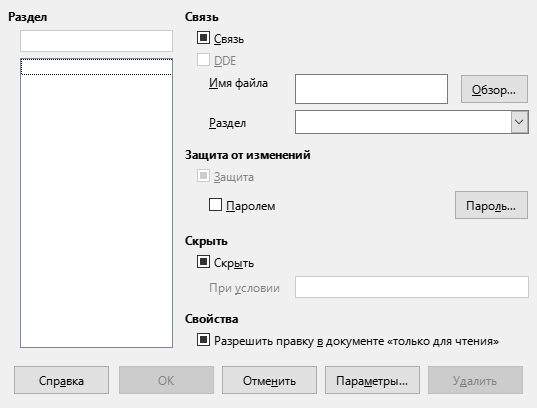 Раздел
Связь
Связь
DDE
Имя файла
Обзор...
Раздел
Защита от изменений
Защита
Паролем
Пароль...
Скрыть
Скрыть
При условии
Свойства
Разрешить правку в документе «только для чтения»
Справка
OK
Отменить
Параметры...
Удалить